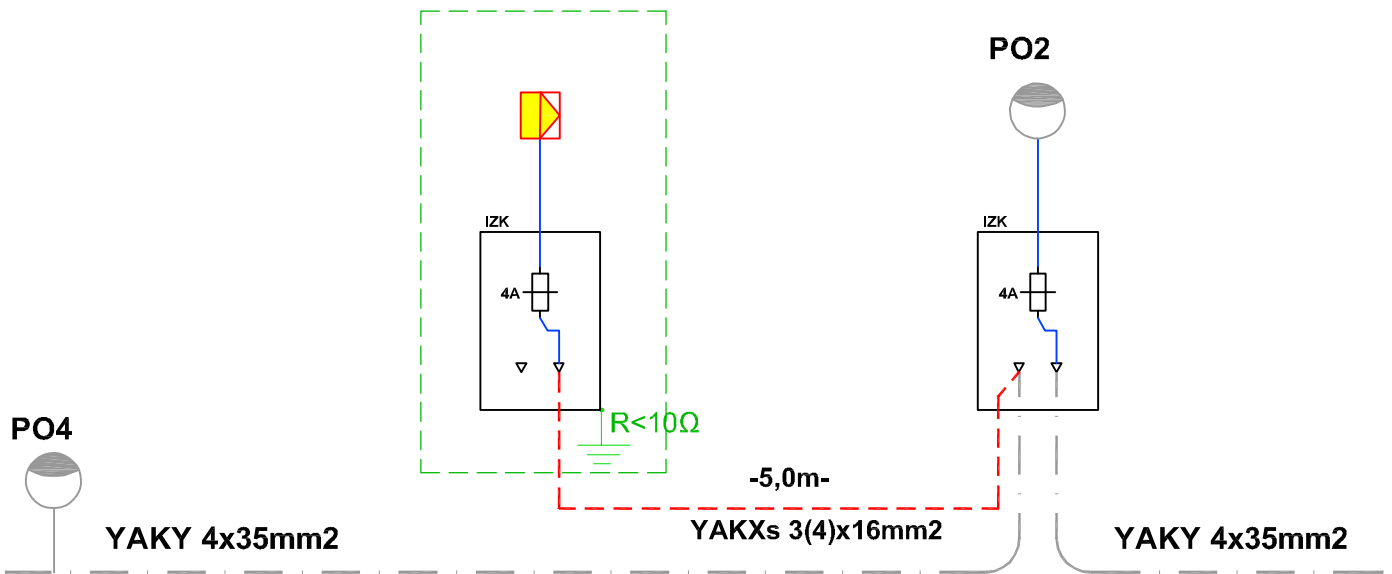 PO2
IZK
IZK
4A
4A
PO4
R<10Ω
-5,0m-
YAKXs 3(4)x16mm2
YAKY 4x35mm2
YAKY 4x35mm2